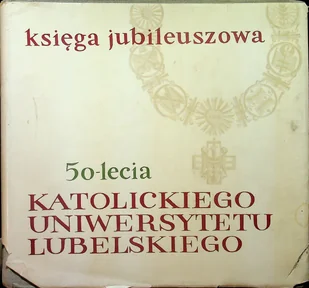 księga jubileuszowa
50-lecia
KATOLICKIEGO
UNIWERSYTETU
LUBELSKIEGO